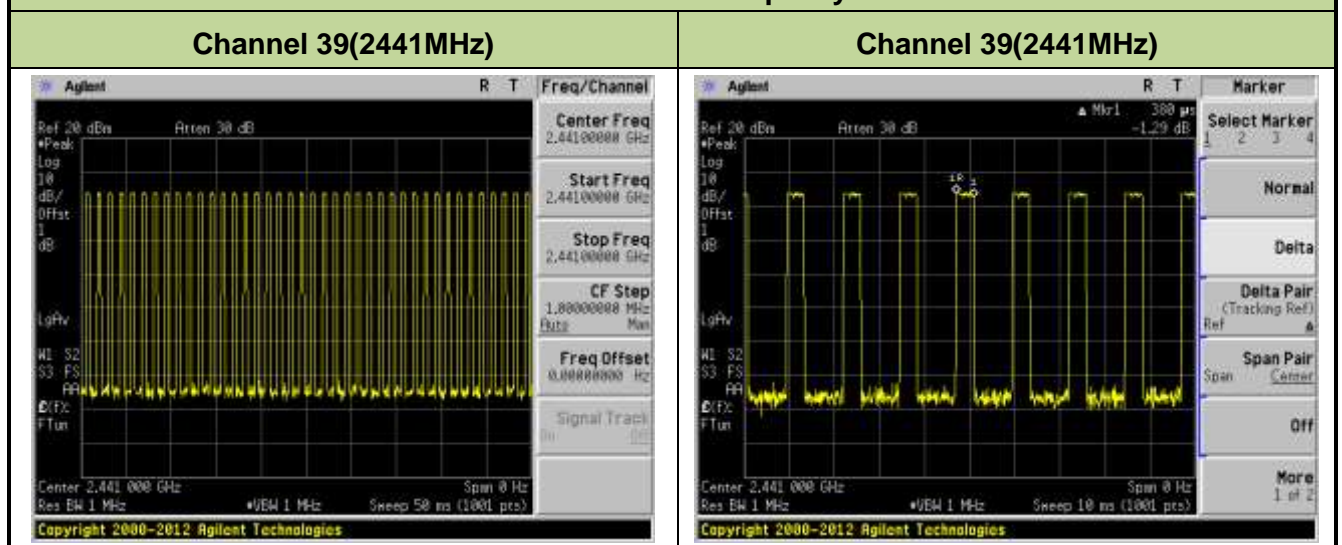 Channel 39(2441MHz)
Agilent R T
Ref 20 dBm Atten 30 dB
•Peak
Log
10
dB/
Offst
1
dB
LgAv
W1 S2
S3 FS
AA
£(f):
FTun
Center 2.441 000 GHz Span 0 Hz
Res BW 1 MHz •VBW 1 MHz Sweep 50 ms (1001 pts)
Copyright 2000-2012 Agilent Technologies
Freq/Channel
Center Freq
2.44100000 GHz
Start Freq
2.44100000 GHz
Stop Freq
2.44100000 GHz
CF Step
1.00000000 MHz
Auto Man
Freq Offset
0.00000000 Hz
Signal Track
On Off
Channel 39(2441MHz)
Agilent R T
▲ Mkr1 380 µs
Ref 20 dBm Atten 30 dB -1.29 dB
•Peak
Log
10
dB/
Offst
1
dB
1R 1
LgAv
W1 S2
S3 FS
AA
£(f):
FTun
Center 2.441 000 GHz Span 0 Hz
Res BW 1 MHz •VBW 1 MHz Sweep 10 ms (1001 pts)
Copyright 2000-2012 Agilent Technologies
Marker
Select Marker
1 2 3 4
Normal
Delta
Delta Pair
(Tracking Ref)
Ref ▲
Span Pair
Span Center
Off
More
1 of 2